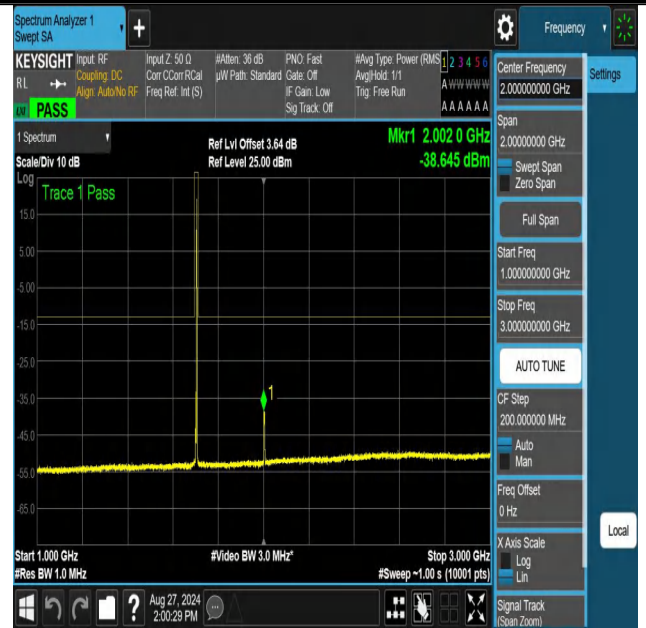 Spectrum Analyzer 1
Swept SA
Frequency
KEYSIGHT
RL
LXI
PASS
Input: RF
Coupling: DC
Align: Auto/No RF
Input Z: 50 Ω
Corr CCorr RCal
Freq Ref: Int (S)
#Atten: 36 dB
µW Path: Standard
PNO: Fast
Gate: Off
IF Gain: Low
Sig Track: Off
#Avg Type: Power (RMS
Avg|Hold: 1/1
Trig: Free Run
1 2 3 4 5 6
A W W W W W
A A A A A A
1 Spectrum
Scale/Div 10 dB
Log
Ref Lvl Offset 3.64 dB
Ref Level 25.00 dBm
Mkr1 2.002 0 GHz
-38.645 dBm
Trace 1 Pass
15.0
5.00
-5.00
-15.0
-25.0
-35.0
-45.0
-55.0
-65.0
1
Start 1.000 GHz
#Res BW 1.0 MHz
#Video BW 3.0 MHz*
Stop 3.000 GHz
#Sweep ~1.00 s (10001 pts)
Aug 27, 2024
2:00:29 PM
Center Frequency
2.000000000 GHz
Settings
Span
2.00000000 GHz
Swept Span
Zero Span
Full Span
Start Freq
1.000000000 GHz
Stop Freq
3.000000000 GHz
AUTO TUNE
CF Step
200.000000 MHz
Auto
Man
Freq Offset
0 Hz
Local
X Axis Scale
Log
Lin
Signal Track
(Span Zoom)